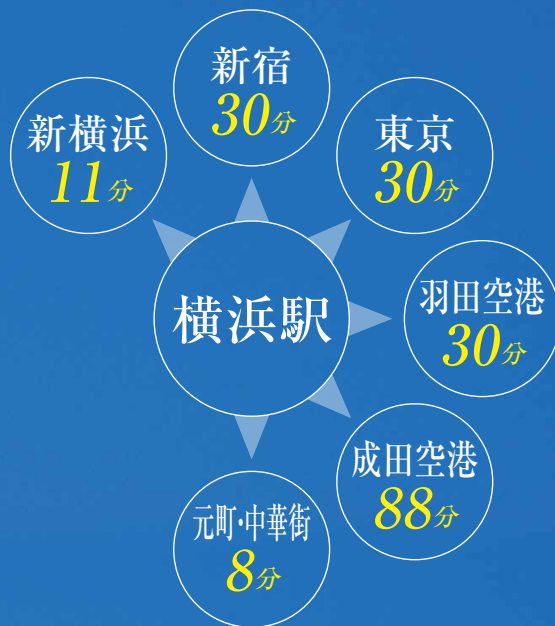 新宿
30分
新横浜
11分
東京
30分
横浜駅
羽田空港
30分
成田空港
88分
元町・中華街
8分